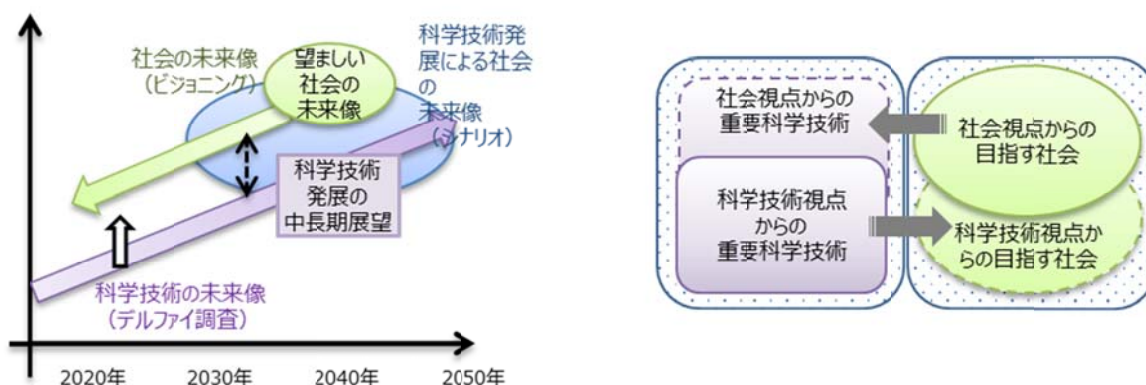 社会の未来像
（ビジョニング）
望ましい
社会の
未来像
科学技術発
展による社会
の
未来像
（シナリオ）
科学技術
発展の
中長期展望
科学技術の未来像
（デルファイ調査）
2020年
2030年
2040年
2050年
社会視点からの
重要科学技術
科学技術視点
からの
重要科学技術
社会視点からの
目指す社会
科学技術視点か
らの目指す社会